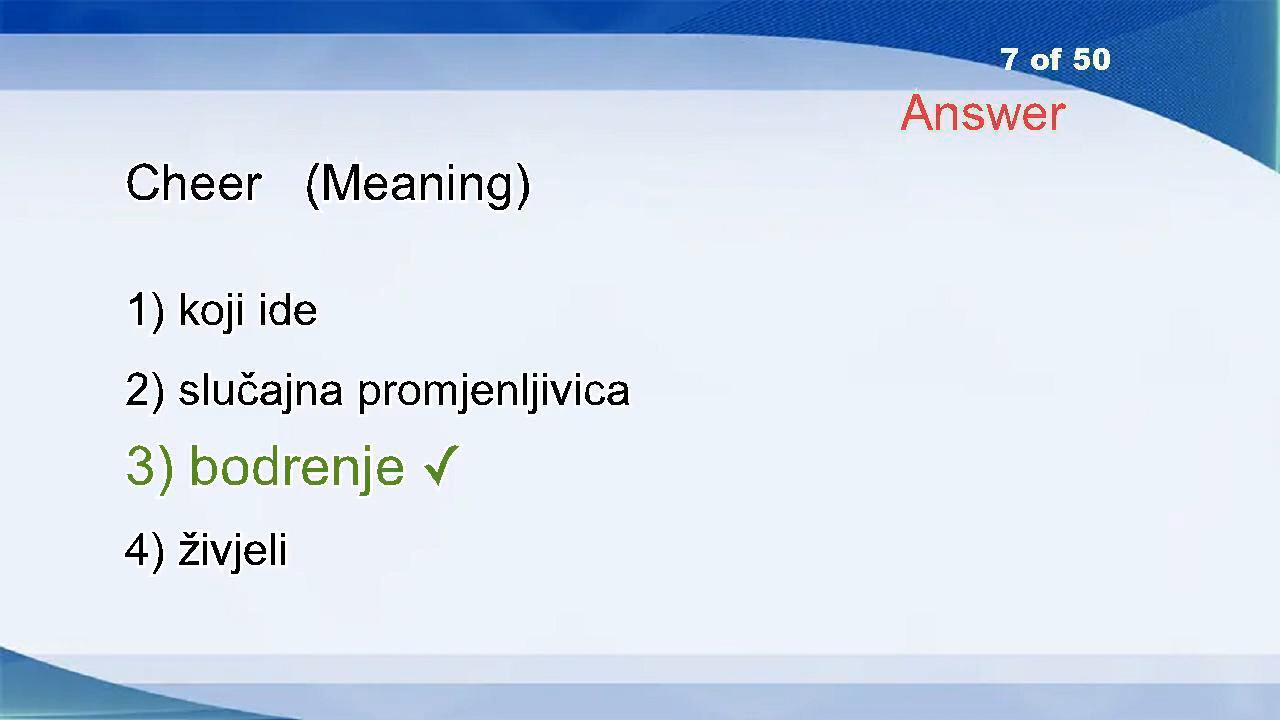 7 of 50
Answer
Cheer (Meaning)
1) koji ide
2) slučajna promjenljivica
3) bodrenje ✓
4) živjeli